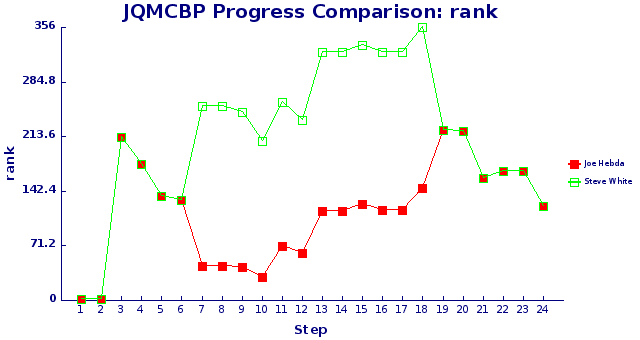 JQMCBP Progress Comparison: rank
356
284.8
213.6
142.4
71.2
0
rank
1 2 3 4 5 6 7 8 9 10 11 12 13 14 15 16 17 18 19 20 21 22 23 24
Step
Joe Hebda
Steve White